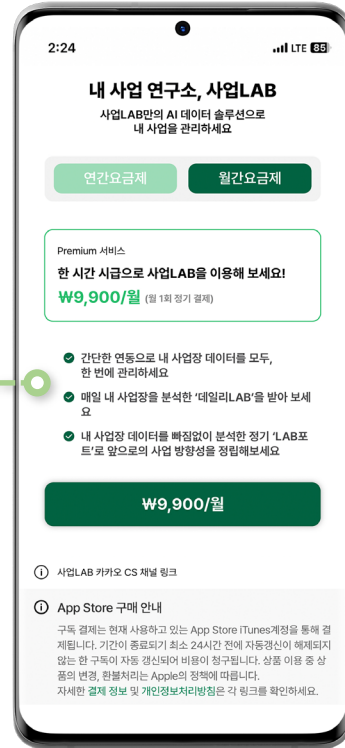 2:24
LTE 85
내 사업 연구소, 사업LAB
사업LAB만의 AI 데이터 솔루션으로
내 사업을 관리하세요
연간요금제
월간요금제
Premium 서비스
한 시간 시급으로 사업LAB을 이용해 보세요!
₩9,900/월 (월 1회 정기 결제)
간단한 연동으로 내 사업장 데이터를 모두,
한 번에 관리하세요
매일 내 사업장을 분석한 '데일리LAB'을 받아 보세
요
내 사업장 데이터를 빠짐없이 분석한 정기 'LAB포
트'로 앞으로의 사업 방향성을 정립해보세요
₩9,900/월
사업LAB 카카오 CS 채널 링크
App Store 구매 안내
구독 결제는 현재 사용하고 있는 App Store iTunes계정을 통해 결
제됩니다. 기간이 종료되기 최소 24시간 전에 자동갱신이 해제되지
않는 한 구독이 자동 갱신되어 비용이 청구됩니다. 상품 이용 중 상
품의 변경, 환불처리는 Apple의 정책에 따릅니다.
자세한 결제 정보 및 개인정보처리방침은 각 링크를 확인하세요.